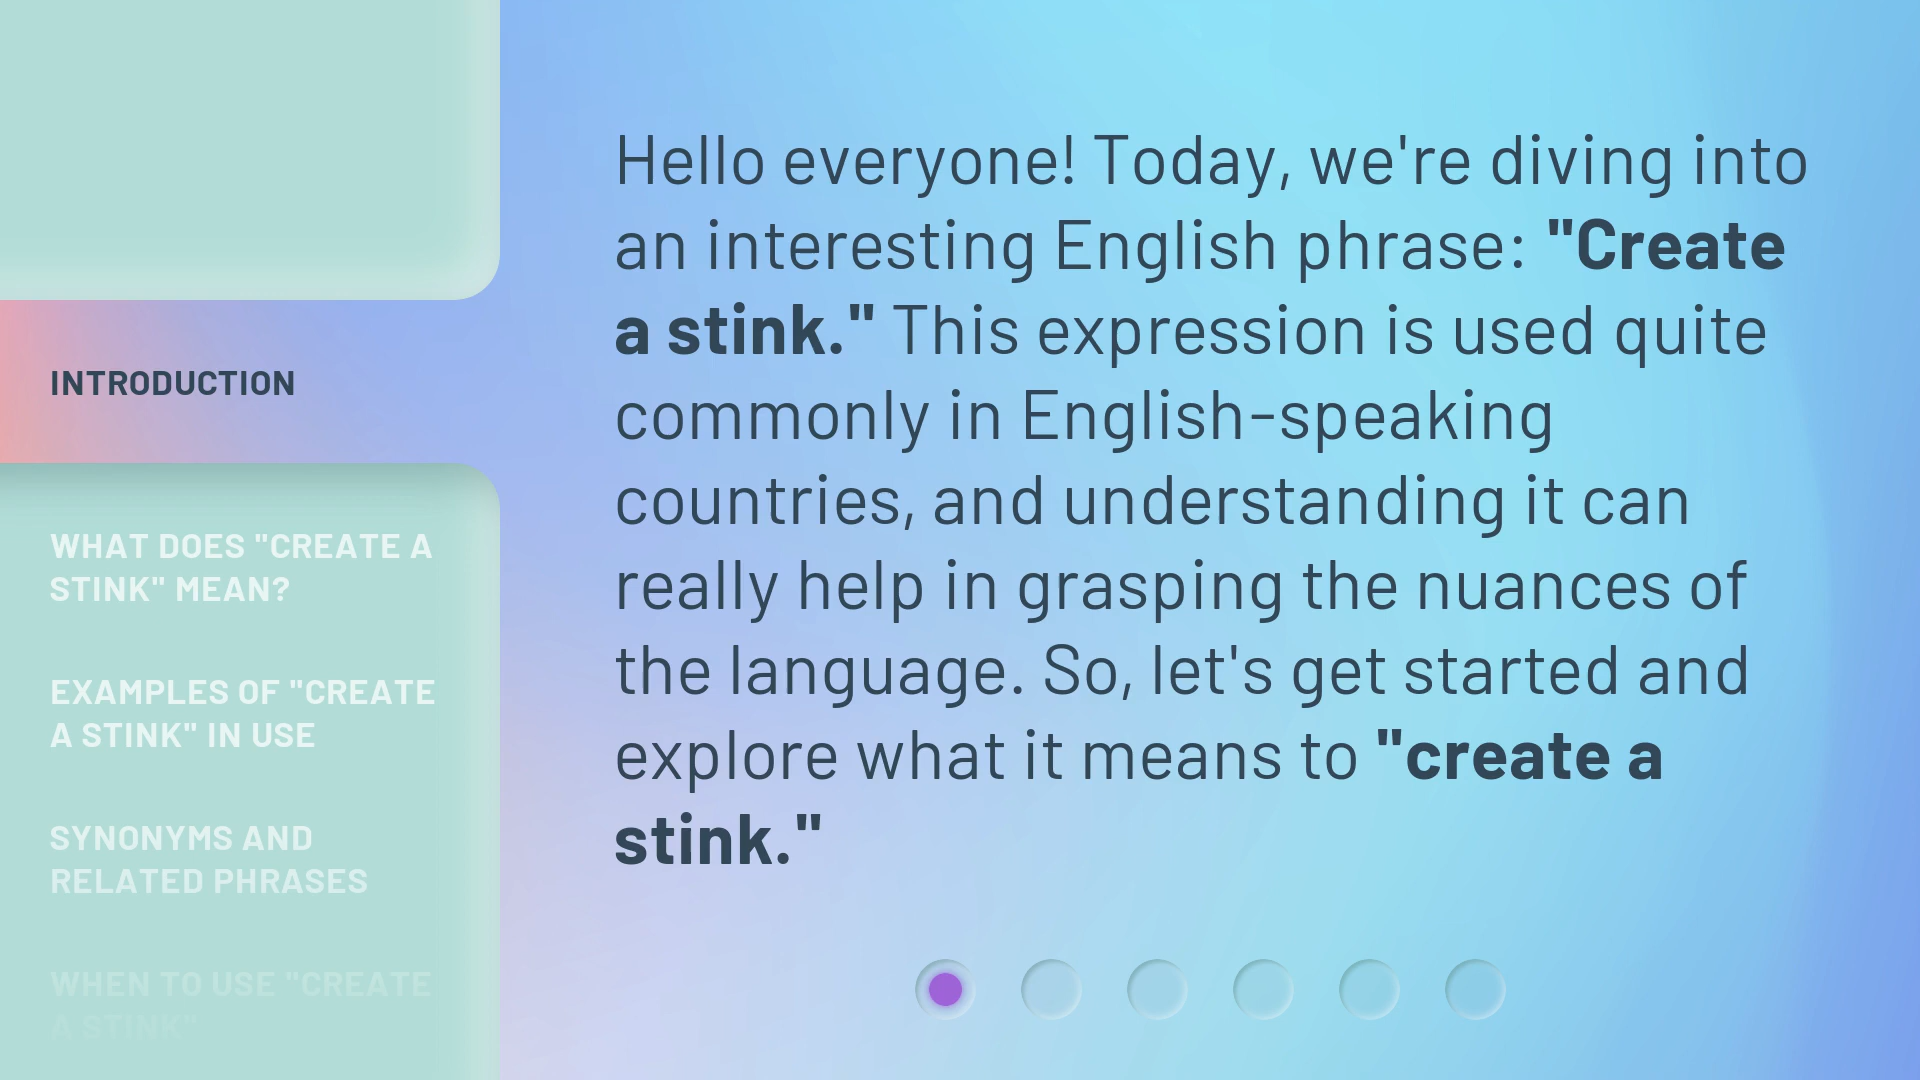 INTRODUCTION
WHAT DOES "CREATE A
STINK" MEAN?
EXAMPLES OF "CREATE
A STINK" IN USE
SYNONYMS AND
RELATED PHRASES
WHEN TO USE "CREATE
A STINK"
Hello everyone! Today, we're diving into
an interesting English phrase: "Create
a stink." This expression is used quite
commonly in English-speaking
countries, and understanding it can
really help in grasping the nuances of
the language. So, let's get started and
explore what it means to "create a
stink."